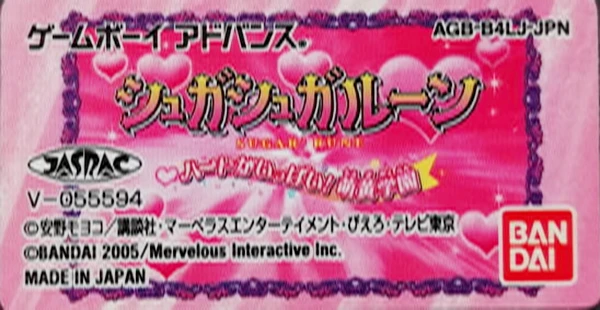 ゲームボーイアドバンス®
AGB-B4LJ-JPN
シュガシュガルーン
SUGAR² RUNE
ハートがいっぱい!萌黄学園
JASRAC
V-055594
©安野モヨコ/講談社・マーベラスエンターテイメント・ぴえろ・テレビ東京
©BANDAI 2005/Mervelous Interactive Inc.
MADE IN JAPAN
BAN
DAI